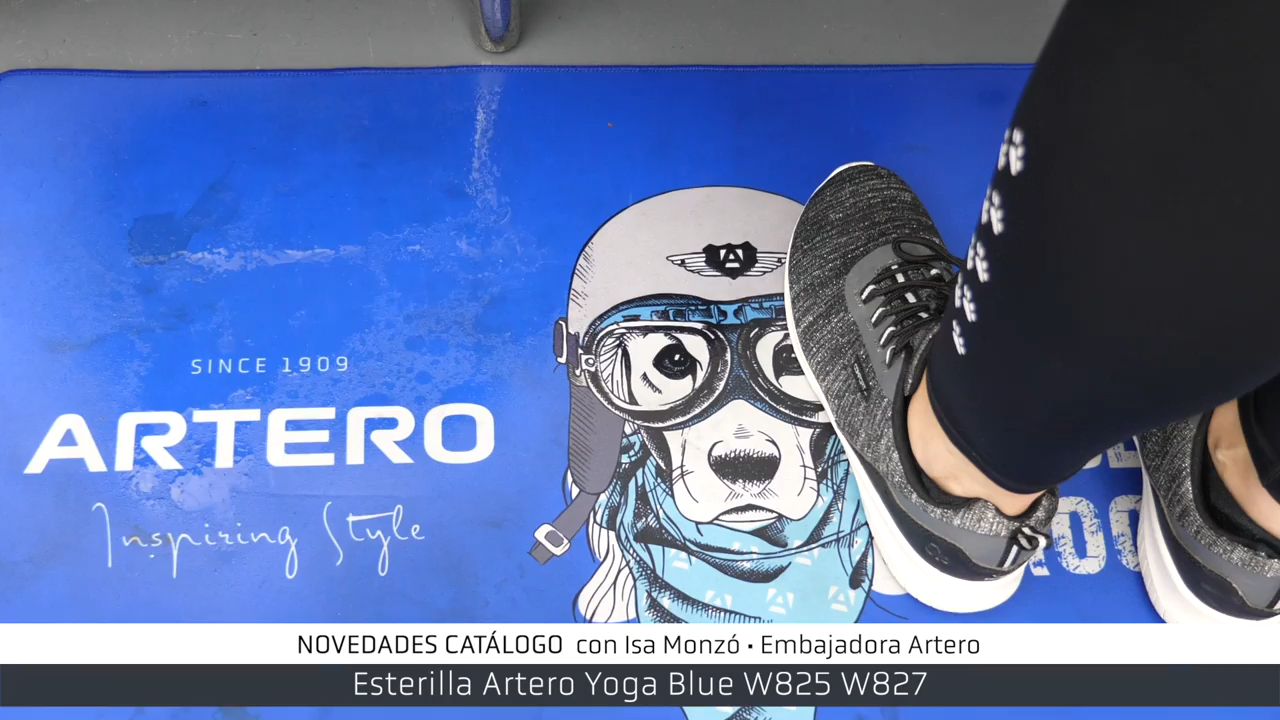 SINCE 1909
ARTERO
Inspiring Style
NOVEDADES CATÁLOGO con Isa Monzó • Embajadora Artero
Esterilla Artero Yoga Blue W825 W827